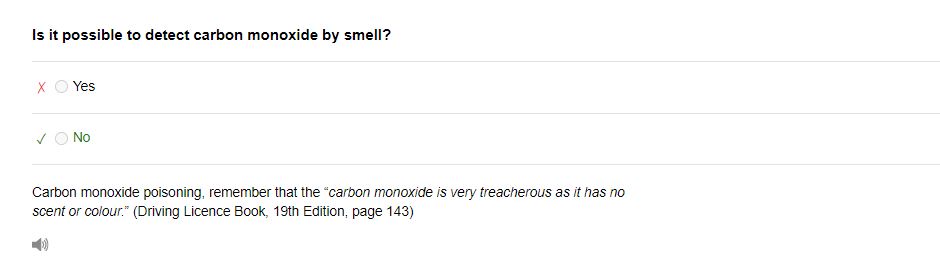 Is it possible to detect carbon monoxide by smell?
X Yes
✓ No
Carbon monoxide poisoning, remember that the “carbon monoxide is very treacherous as it has no
scent or colour.” (Driving Licence Book, 19th Edition, page 143)